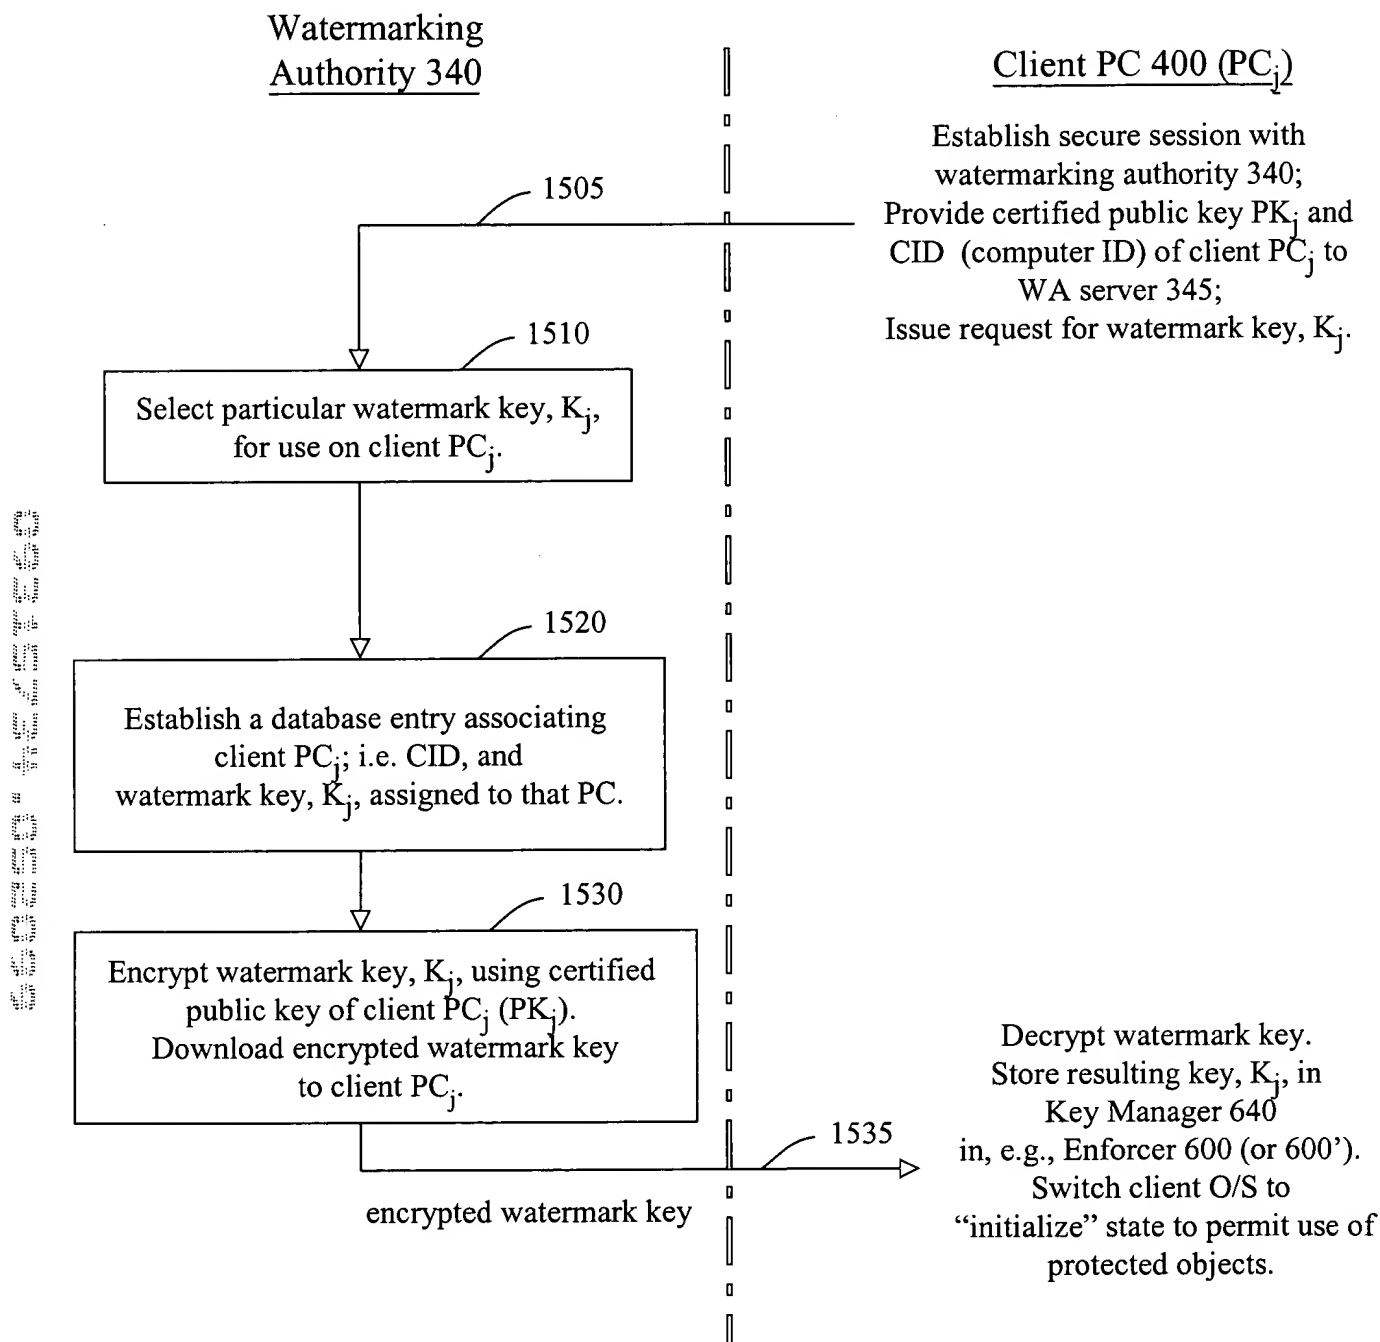 Watermarking
Authority 340
Client PC 400 (PCj)
Establish secure session with
watermarking authority 340;
Provide certified public key PKj and
CID (computer ID) of client PCj to
WA server 345;
Issue request for watermark key, Kj.
1505
1510
Select particular watermark key, Kj,
for use on client PCj.
1520
Establish a database entry associating
client PCj; i.e. CID, and
watermark key, Kj, assigned to that PC.
1530
Encrypt watermark key, Kj, using certified
public key of client PCj (PKj).
Download encrypted watermark key
to client PCj.
1535
encrypted watermark key
Decrypt watermark key.
Store resulting key, Kj, in
Key Manager 640
in, e.g., Enforcer 600 (or 600’).
Switch client O/S to
“initialize” state to permit use of
protected objects.